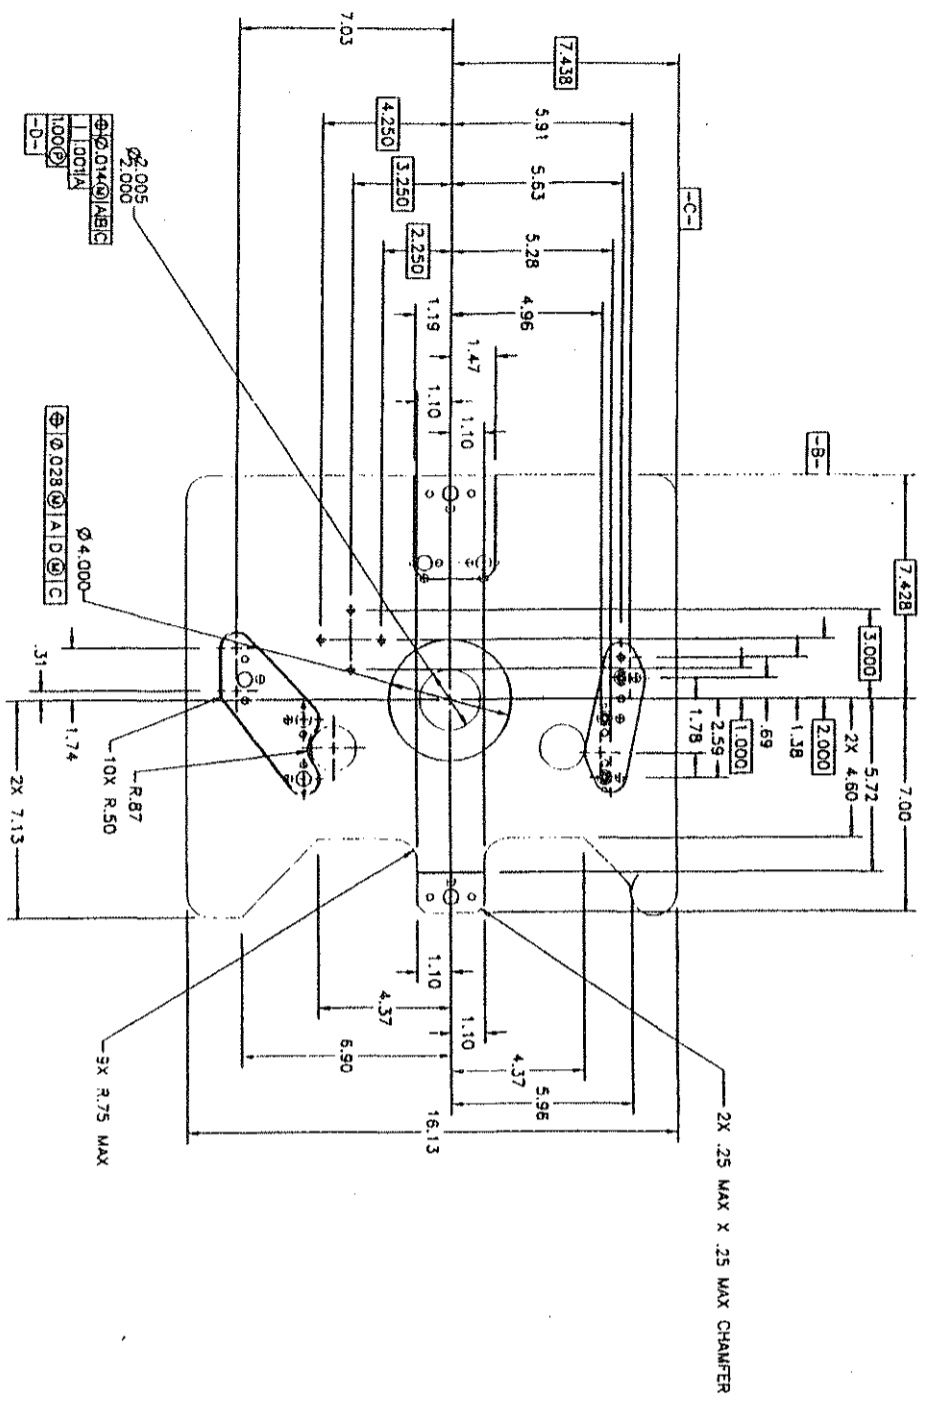 7.03
7.438
5.91
4.250
5.63
3.250
-C-
5.28
2.250
4.96
1.19
1.47
1.10
1.10
-B-
Ø2.005
2.000
⌖ Ø.014 Ⓜ A B C
⊥ .001 A
1.00 Ⓟ
-D-
⌖ Ø.028 Ⓜ A D Ⓜ C
Ø4.000
7.428
3.000
.31
1.74
2X 7.13
R.87
10X R.50
1.78
2.59
1.000
.69
1.38
2.000
2X
4.60
5.72
7.00
1.10
1.10
4.37
4.37
6.90
5.96
16.13
9X R.75 MAX
2X .25 MAX X .25 MAX CHAMFER